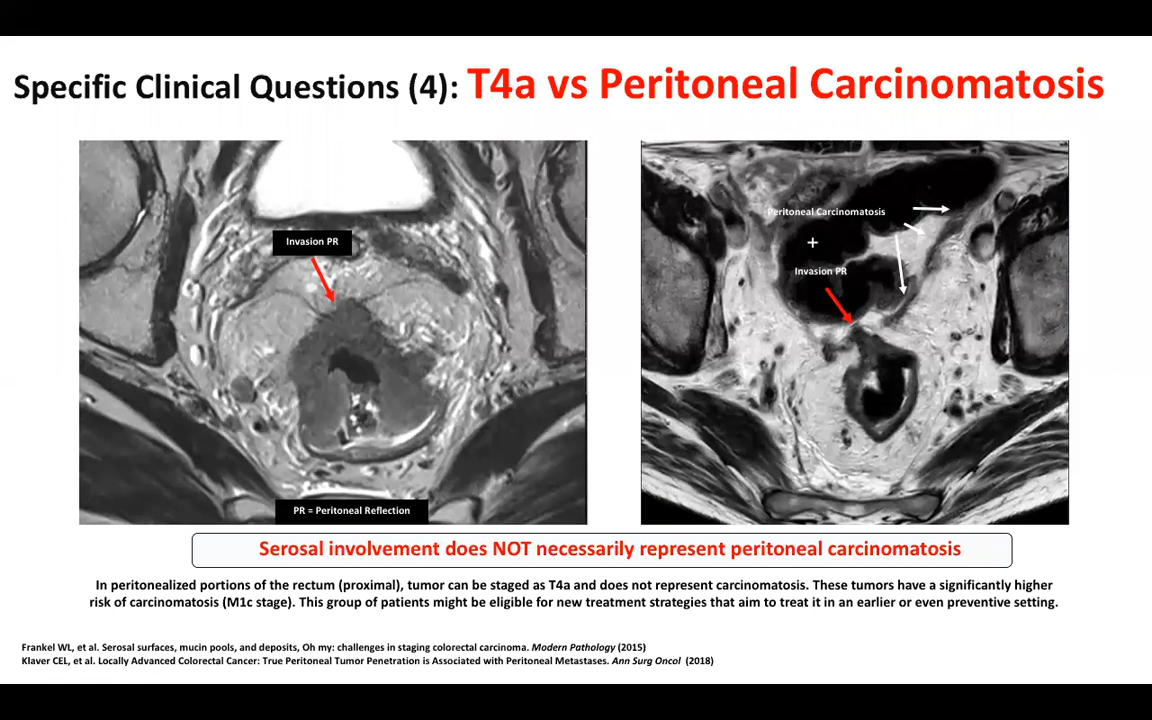 Specific Clinical Questions (4): T4a vs Peritoneal Carcinomatosis
Invasion PR
PR = Peritoneal Reflection
Peritoneal Carcinomatosis
Invasion PR
Serosal involvement does NOT necessarily represent peritoneal carcinomatosis
In peritonealized portions of the rectum (proximal), tumor can be staged as T4a and does not represent carcinomatosis. These tumors have a significantly higher
risk of carcinomatosis (M1c stage). This group of patients might be eligible for new treatment strategies that aim to treat it in an earlier or even preventive setting.
Frankel WL, et al. Serosal surfaces, mucin pools, and deposits, Oh my: challenges in staging colorectal carcinoma. Modern Pathology (2015)
Klaver CEL, et al. Locally Advanced Colorectal Cancer: True Peritoneal Tumor Penetration is Associated with Peritoneal Metastases. Ann Surg Oncol (2018)